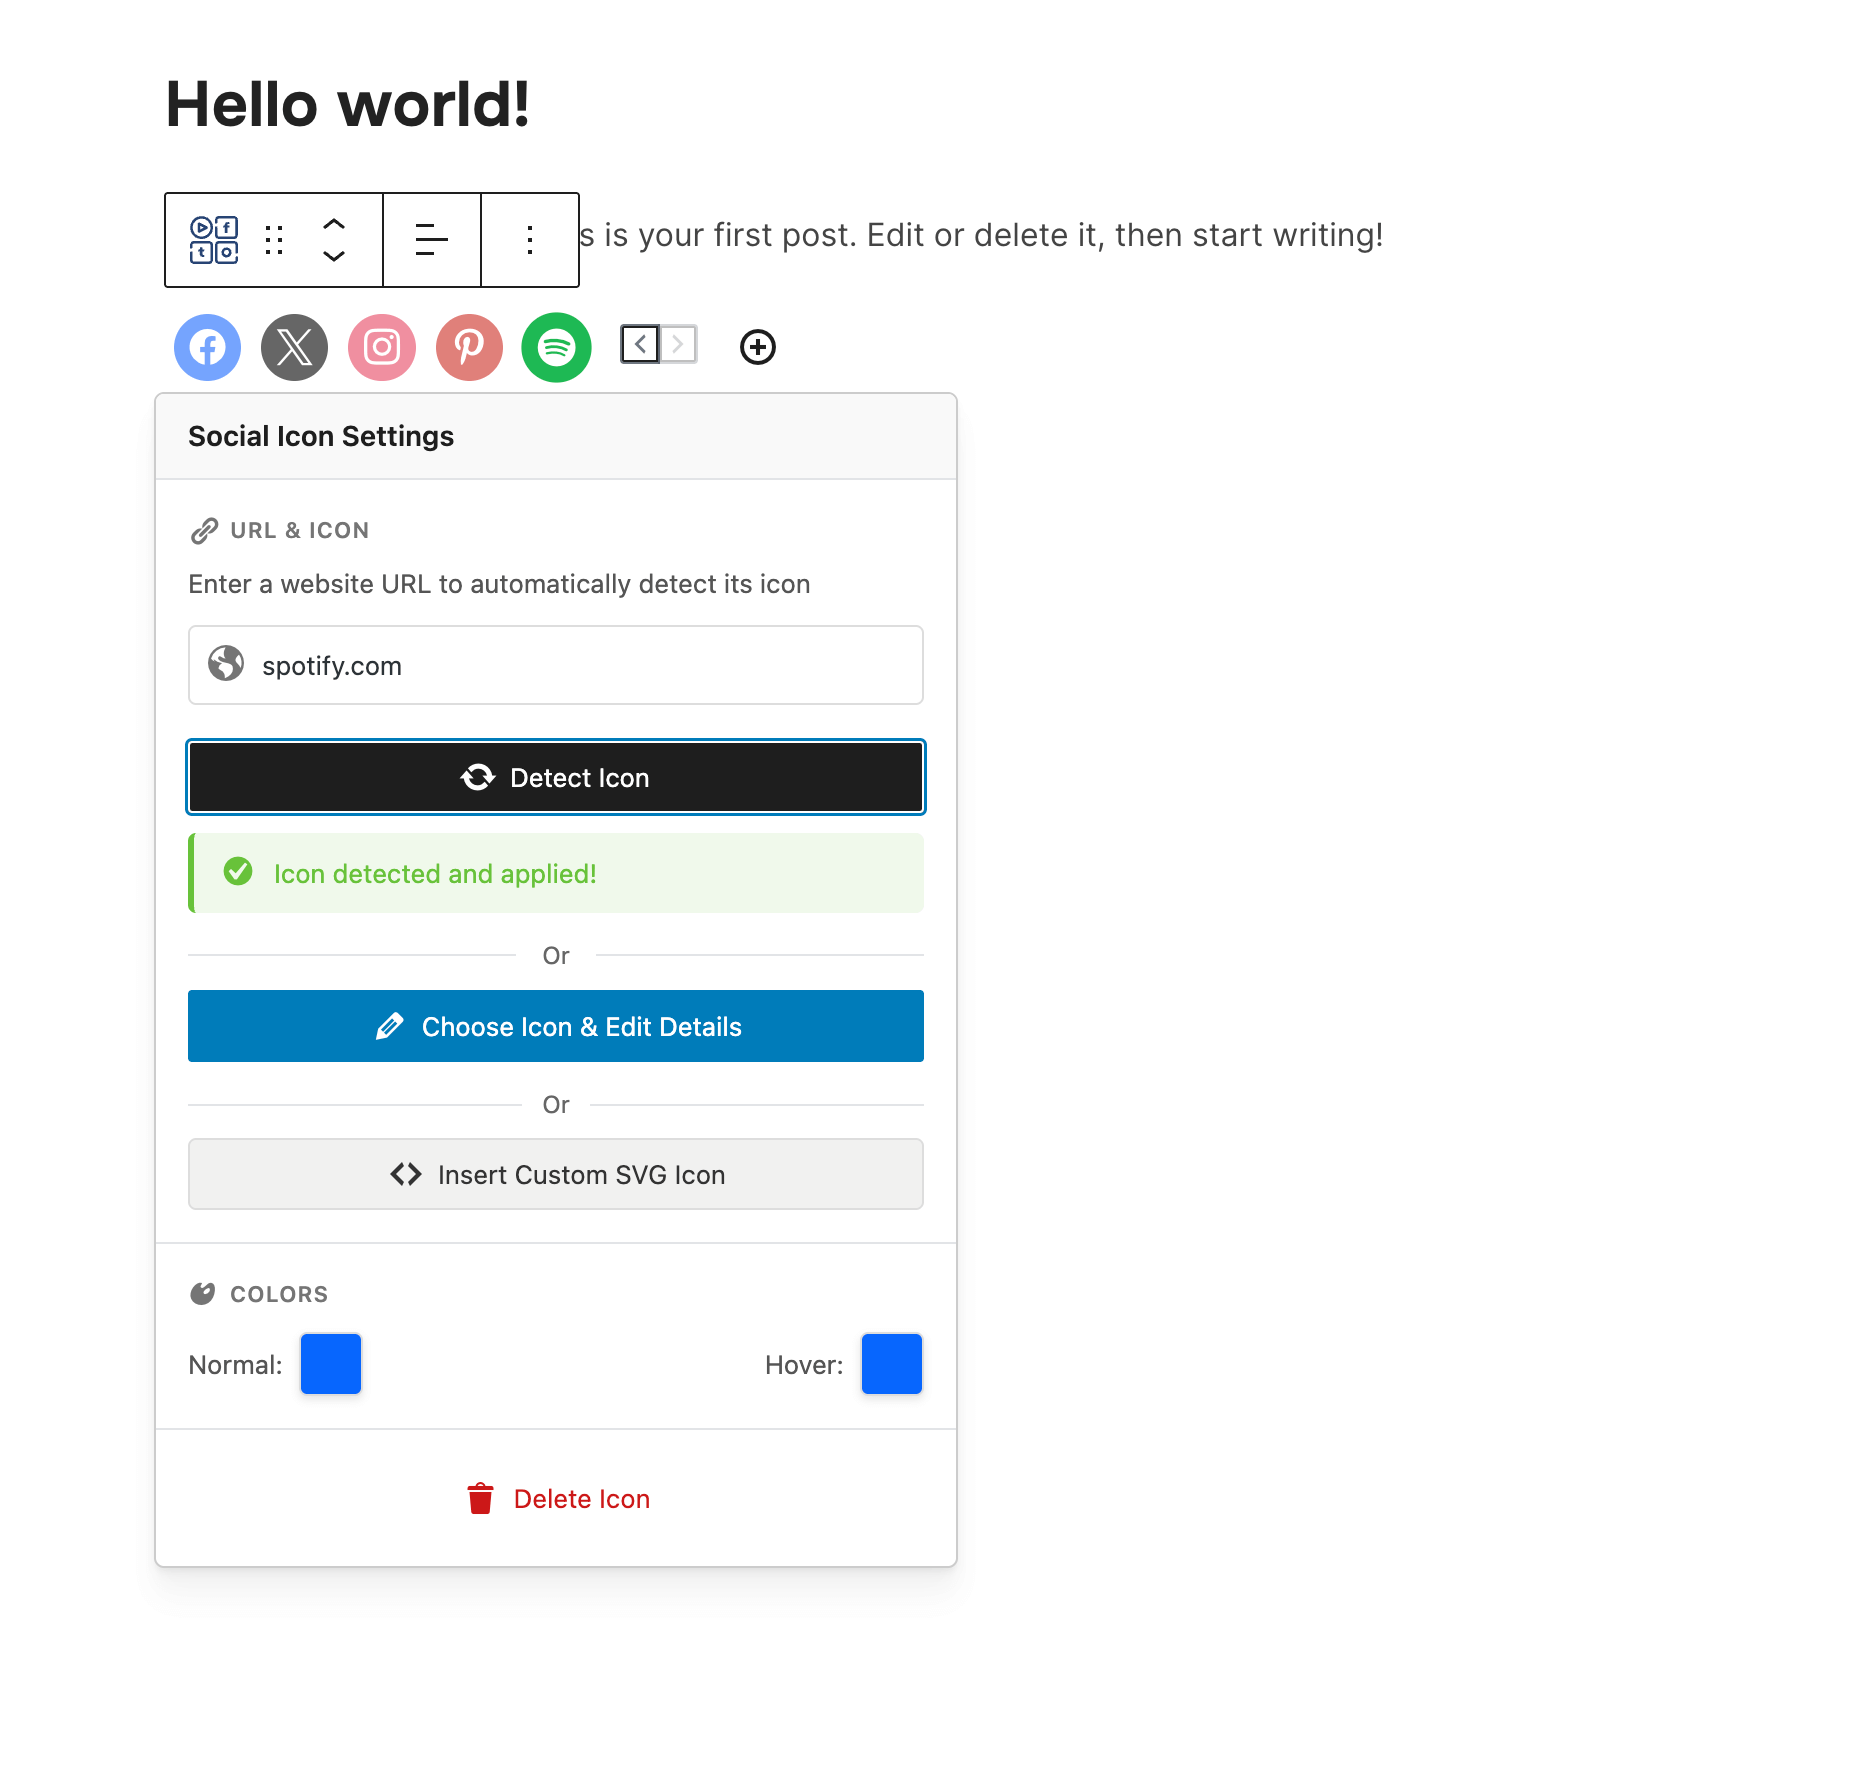 Hello world!
s is your first post. Edit or delete it, then start writing!
Social Icon Settings
URL & ICON
Enter a website URL to automatically detect its icon
spotify.com
Detect Icon
Icon detected and applied!
Or
Choose Icon & Edit Details
Or
Insert Custom SVG Icon
COLORS
Normal:
Hover:
Delete Icon